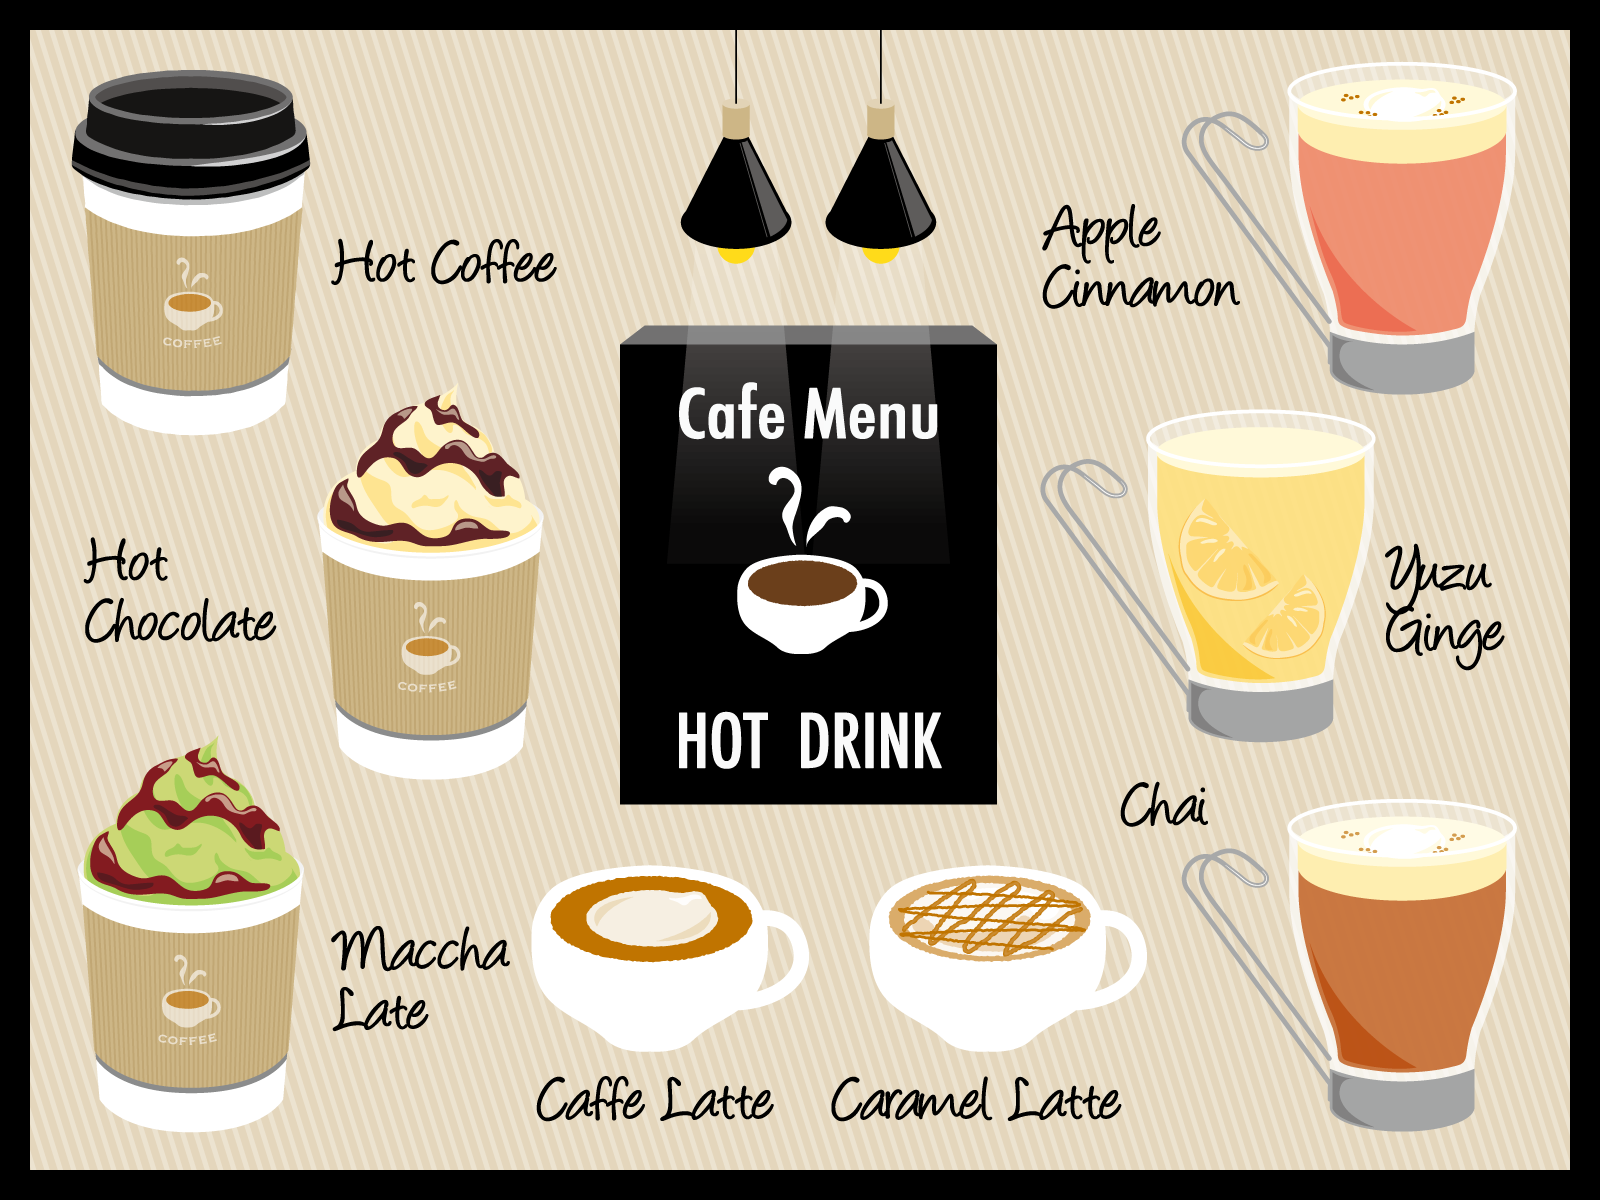 Hot Coffee
COFFEE
Hot
Chocolate
COFFEE
Maccha
Late
COFFEE
Cafe Menu
HOT DRINK
Caffe Latte
Caramel Latte
Apple
Cinnamon
Yuzu
Ginge
Chai